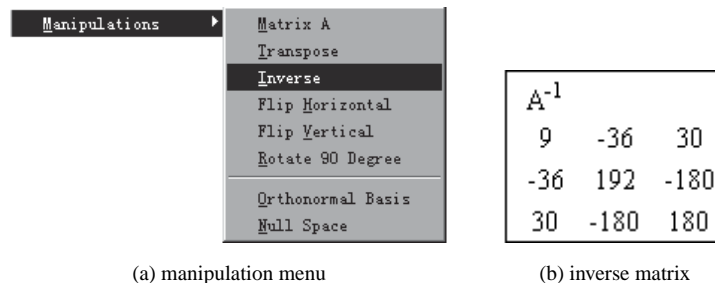 Manipulations
Matrix A
Transpose
Inverse
Flip Horizontal
Flip Vertical
Rotate 90 Degree
Orthonormal Basis
Null Space
A-1
9 -36 30
-36 192 -180
30 -180 180
(a) manipulation menu
(b) inverse matrix